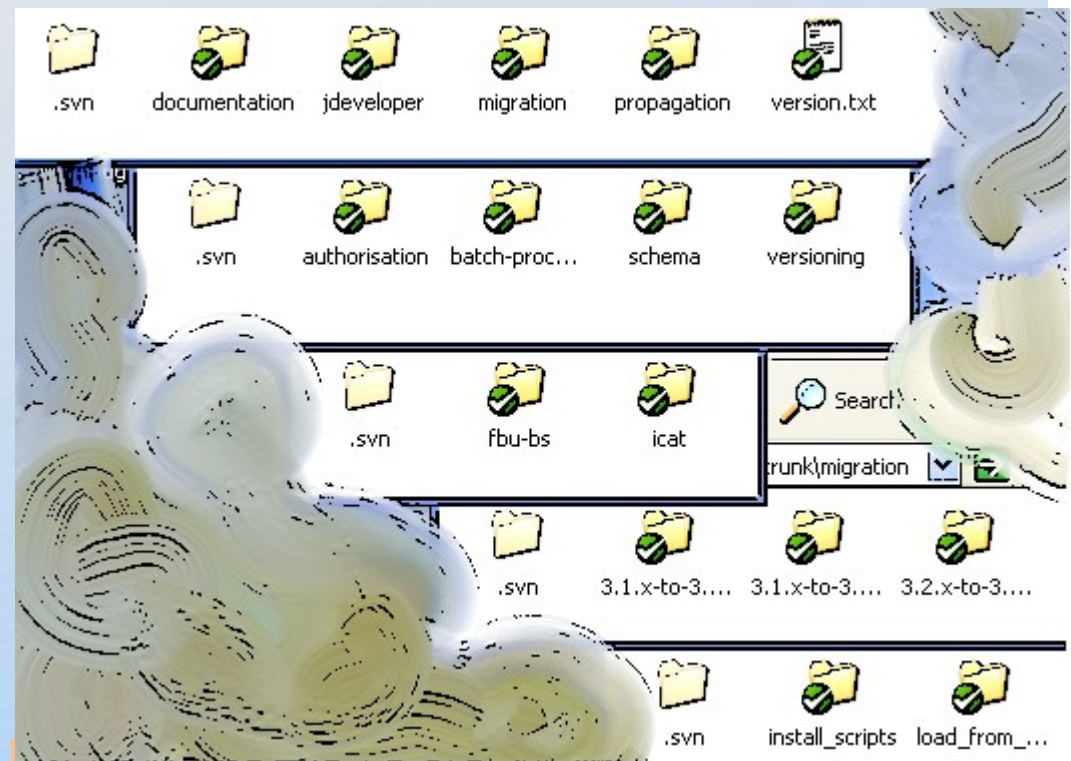 .svn documentation jdeveloper migration propagation version.txt
.svn authorisation batch-proc... schema versioning
.svn fbu-bs icat
Search
trunk\migration
.svn 3.1.x-to-3.... 3.1.x-to-3.... 3.2.x-to-3....
.svn install_scripts load_from_...